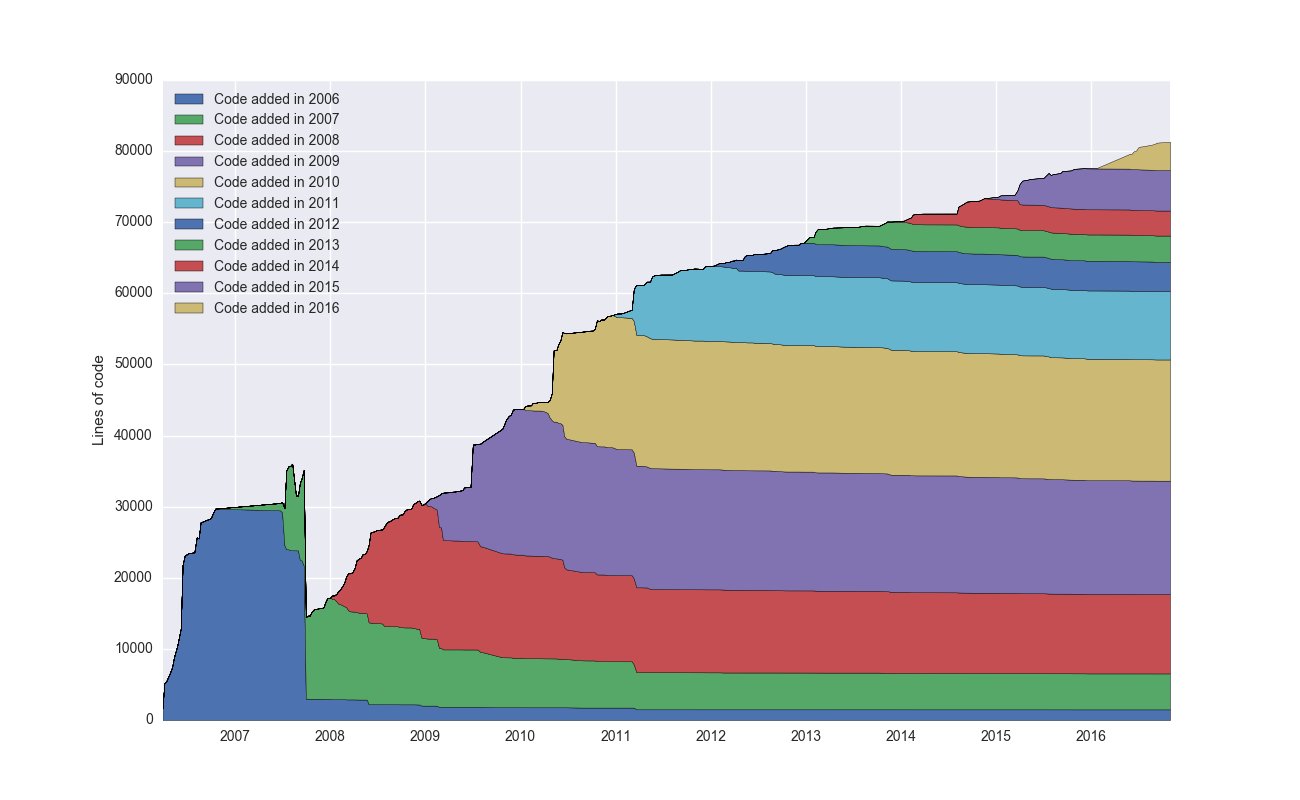 90000
80000
70000
60000
50000
40000
30000
20000
10000
0
Lines of code
Code added in 2006
Code added in 2007
Code added in 2008
Code added in 2009
Code added in 2010
Code added in 2011
Code added in 2012
Code added in 2013
Code added in 2014
Code added in 2015
Code added in 2016
2007 2008 2009 2010 2011 2012 2013 2014 2015 2016